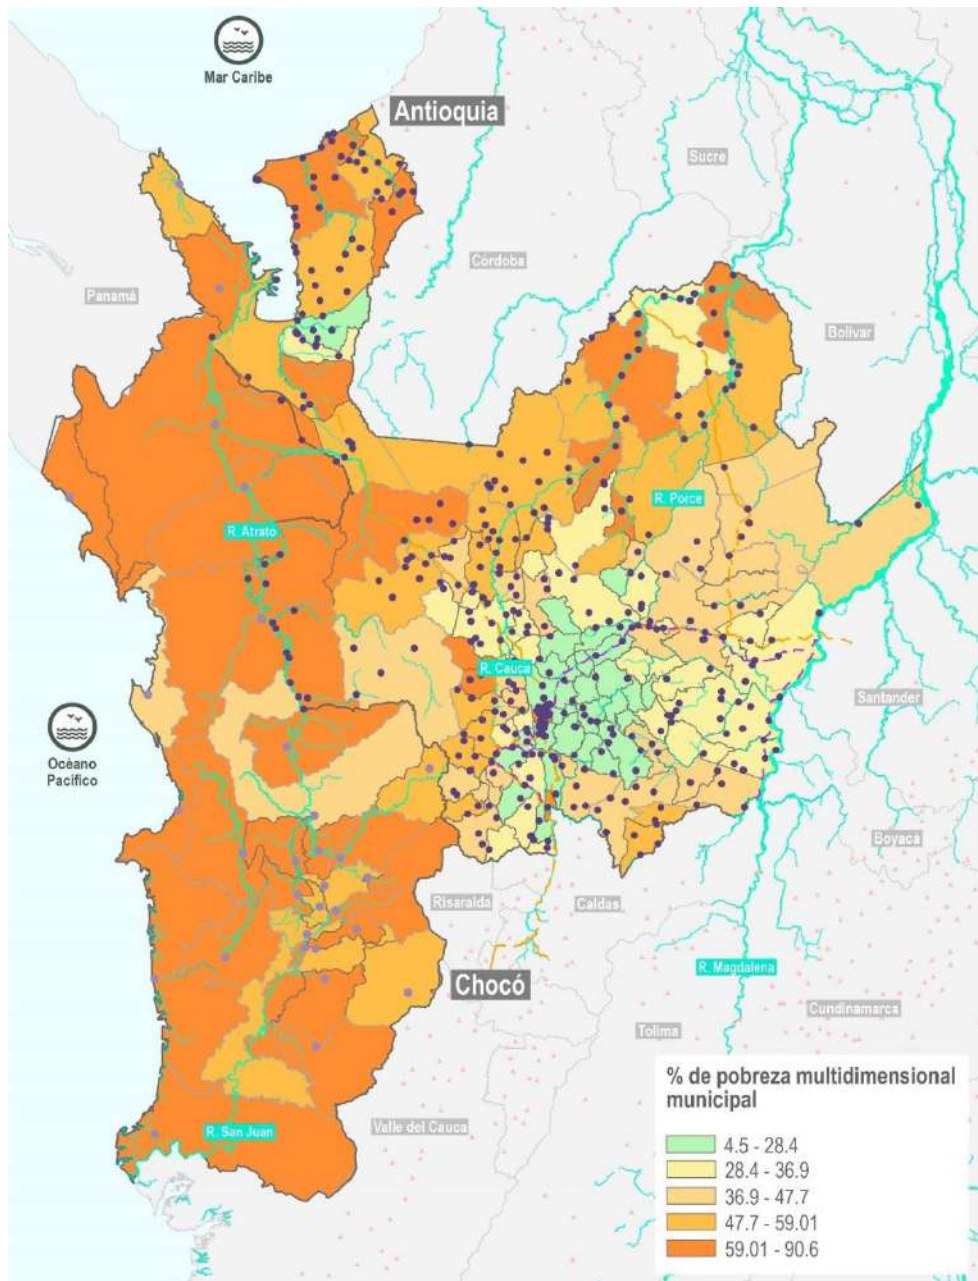 Mar Caribe
Antioquia
Sucre
Córdoba
Panamá
Bolívar
R. Porce
R. Atrato
R. Cauca
Santander
Océano
Pacífico
Boyacá
Risaralda
Caldas
R. Magdalena
Chocó
Cundinamarca
Tolima
Valle del Cauca
R. San Juan
% de pobreza multidimensional
municipal
4.5 - 28.4
28.4 - 36.9
36.9 - 47.7
47.7 - 59.01
59.01 - 90.6